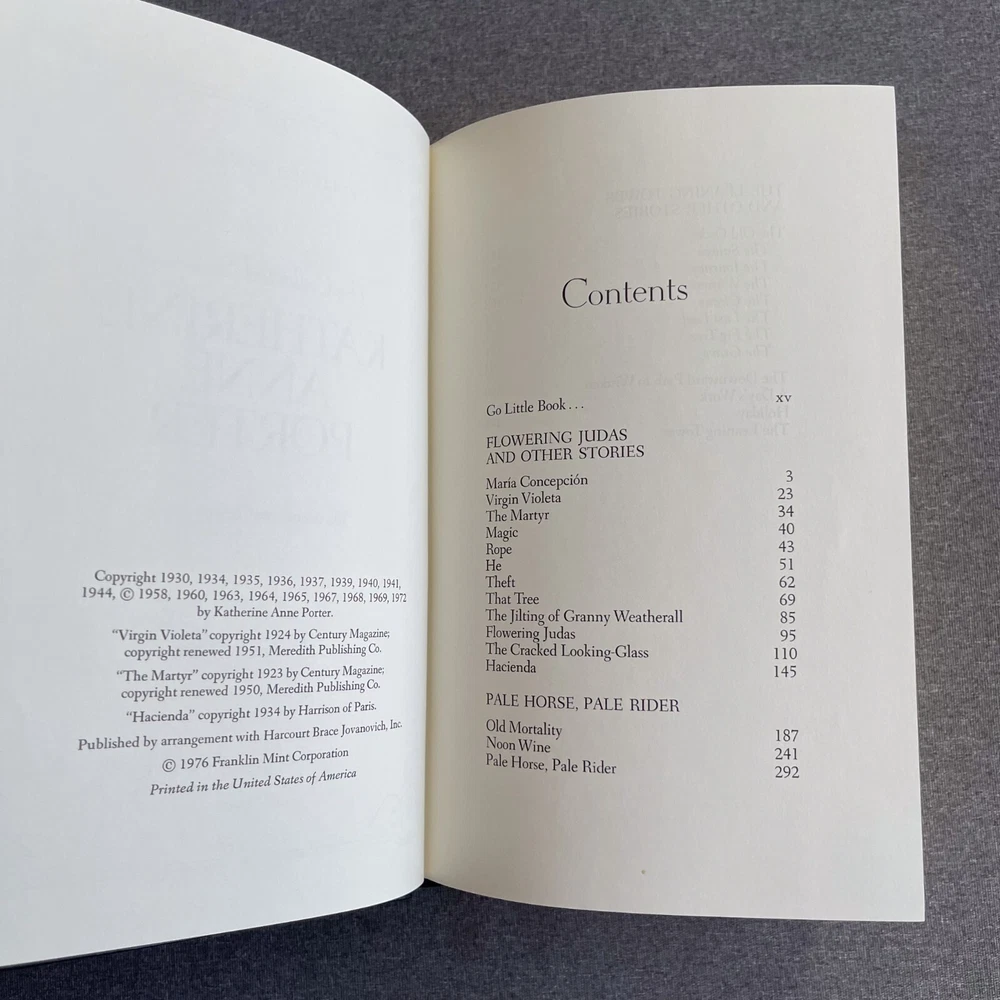 Copyright 1930, 1934, 1935, 1936, 1937, 1939, 1940, 1941,
1944, © 1958, 1960, 1963, 1964, 1965, 1967, 1968, 1969, 1972
by Katherine Anne Porter.
"Virgin Violeta" copyright 1924 by Century Magazine;
copyright renewed 1951, Meredith Publishing Co.
"The Martyr" copyright 1923 by Century Magazine;
copyright renewed 1950, Meredith Publishing Co.
"Hacienda" copyright 1934 by Harrison of Paris.
Published by arrangement with Harcourt Brace Jovanovich, Inc.
© 1976 Franklin Mint Corporation
Printed in the United States of America
Contents
Go Little Book . . . xv
FLOWERING JUDAS
AND OTHER STORIES
María Concepción 3
Virgin Violeta 23
The Martyr 34
Magic 40
Rope 43
He 51
Theft 62
That Tree 69
The Jilting of Granny Weatherall 85
Flowering Judas 95
The Cracked Looking-Glass 110
Hacienda 145
PALE HORSE, PALE RIDER
Old Mortality 187
Noon Wine 241
Pale Horse, Pale Rider 292